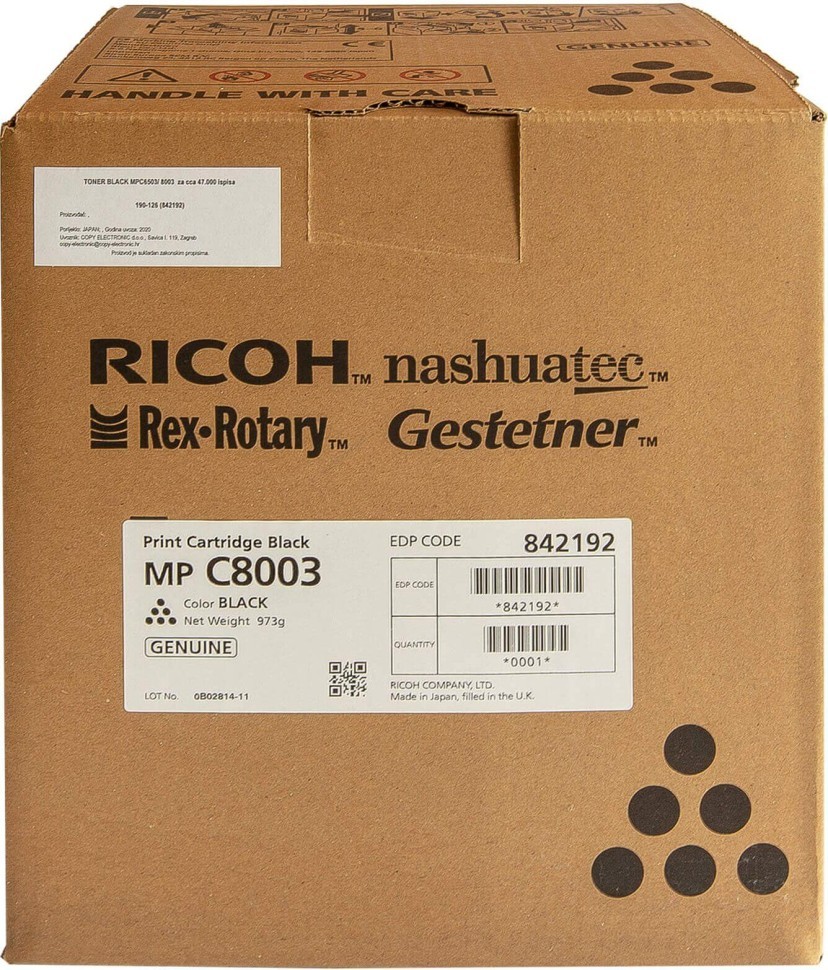 GENUINE
HANDLE WITH CARE
TONER BLACK MPC6503/ 8003 za cca 47.000 ispisa
190-126 (842192)
Proizvođač: ,
Porijeklo: JAPAN; , Godina uvoza: 2020
Uvoznik: COPY ELECTRONIC d.o.o., Savica I. 119, Zagreb
copy-electronic@copy-electronic.hr
Proizvod je sukladan zakonskim propisima.
RICOH™ nashuatec™
Rex•Rotary™ Gestetner™
Print Cartridge Black
MP C8003
Color BLACK
Net Weight 973g
GENUINE
LOT No. 0B02814-11
EDP CODE 842192
EDP CODE
*842192*
QUANTITY
*0001*
RICOH COMPANY, LTD.
Made in Japan, filled in the U.K.